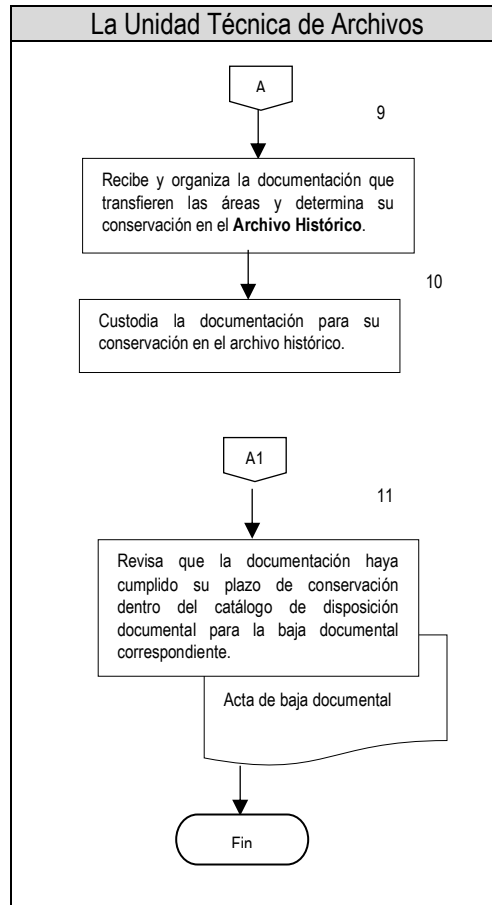 La Unidad Técnica de Archivos
A
9
Recibe y organiza la documentación que
transfieren las áreas y determina su
conservación en el Archivo Histórico.
10
Custodia la documentación para su
conservación en el archivo histórico.
A1
11
Revisa que la documentación haya
cumplido su plazo de conservación
dentro del catálogo de disposición
documental para la baja documental
correspondiente.
Acta de baja documental
Fin